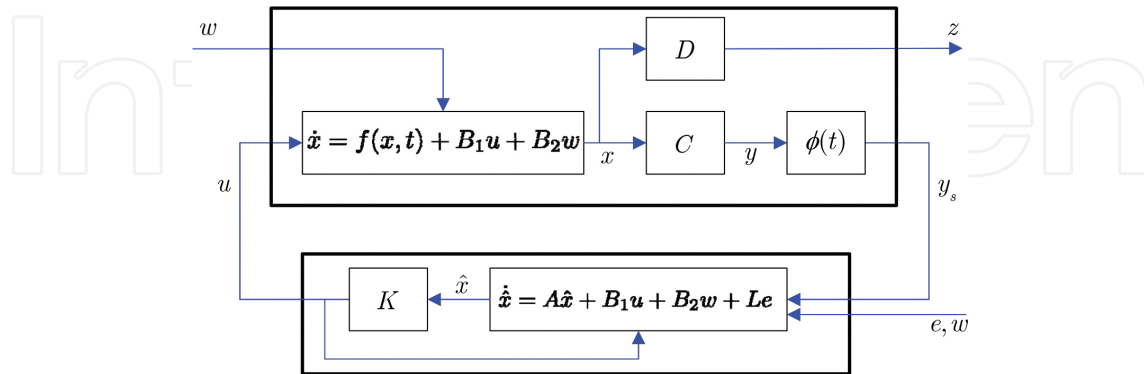 w
z
D
ẋ = f(x, t) + B₁u + B₂w
x
C
y
ϕ(t)
u
yₛ
K
x̂
x̂̇ = Ax̂ + B₁u + B₂w + Le
e, w